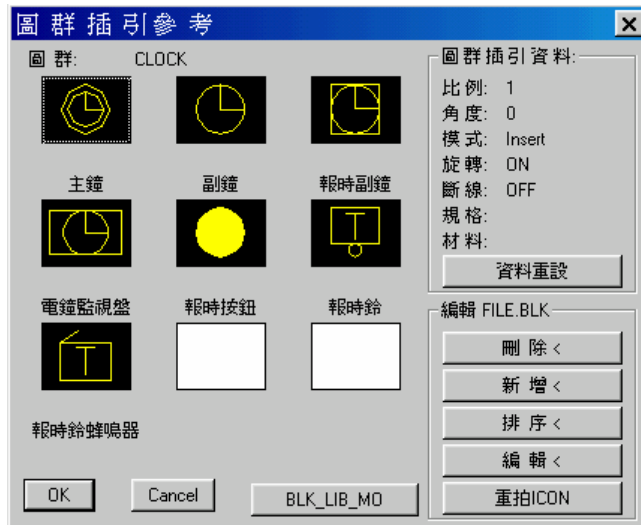 圖群插引參考
圖群: CLOCK
主鐘 副鐘 報時副鐘
T
電鐘監視盤 報時按鈕 報時鈴
T
報時鈴蜂鳴器
OK Cancel BLK_LIB_MO
圖群插引資料:
比例: 1
角度: 0
模式: Insert
旋轉: ON
斷線: OFF
規格:
材料:
資料重設
編輯 FILE.BLK
刪除<
新增<
排序<
編輯<
重拍ICON